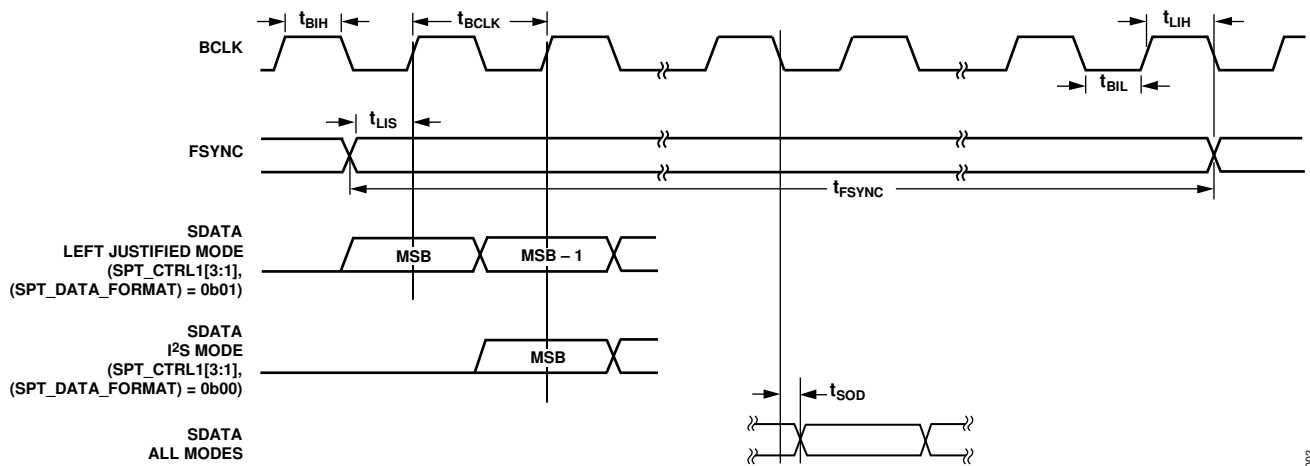 tBIH
tBCLK
tLIH
BCLK
tBIL
tLIS
FSYNC
tFSYNC
SDATA
LEFT JUSTIFIED MODE
(SPT_CTRL1[3:1],
(SPT_DATA_FORMAT) = 0b01)
MSB
MSB – 1
SDATA
I2S MODE
(SPT_CTRL1[3:1],
(SPT_DATA_FORMAT) = 0b00)
MSB
tSOD
SDATA
ALL MODES